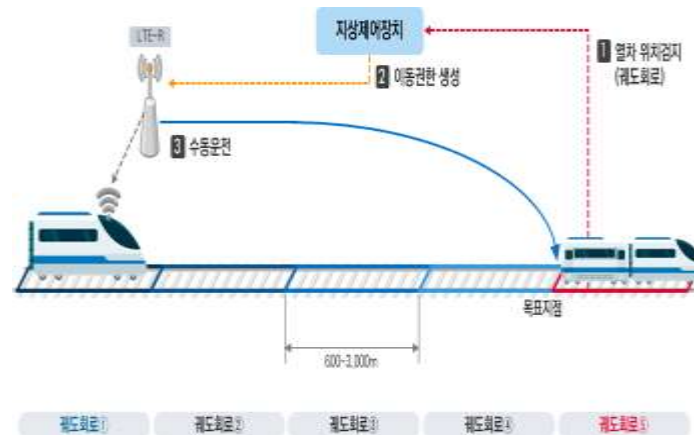 LTE-R
지상제어장치
1 열차 위치검지
(궤도회로)
2 이동권한 생성
3 수동운전
목표지점
600~3,000m
궤도회로① 궤도회로② 궤도회로③ 궤도회로④ 궤도회로⑤